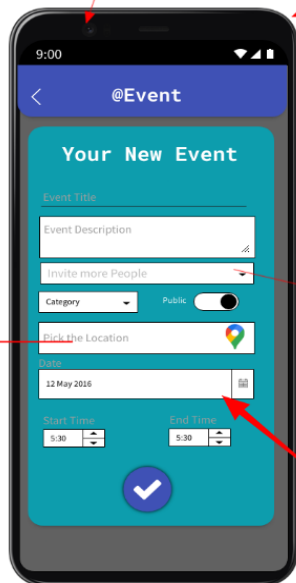 9:00
@Event
Your New Event
Event Title
Event Description
Invite more People
Category Public
Pick the Location
Date
12 May 2016
Start Time End Time
5:30 5:30